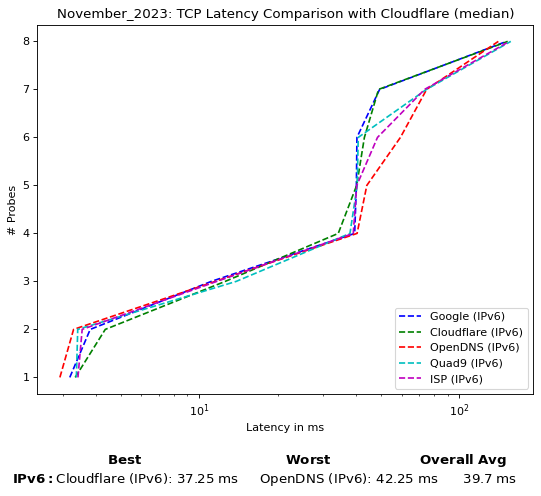 November_2023: TCP Latency Comparison with Cloudflare (median)
8
7
6
5
4
3
2
1
# Probes
10¹
10²
Latency in ms
Google (IPv6)
Cloudflare (IPv6)
OpenDNS (IPv6)
Quad9 (IPv6)
ISP (IPv6)
Best Worst Overall Avg
IPv6: Cloudflare (IPv6): 37.25 ms OpenDNS (IPv6): 42.25 ms 39.7 ms